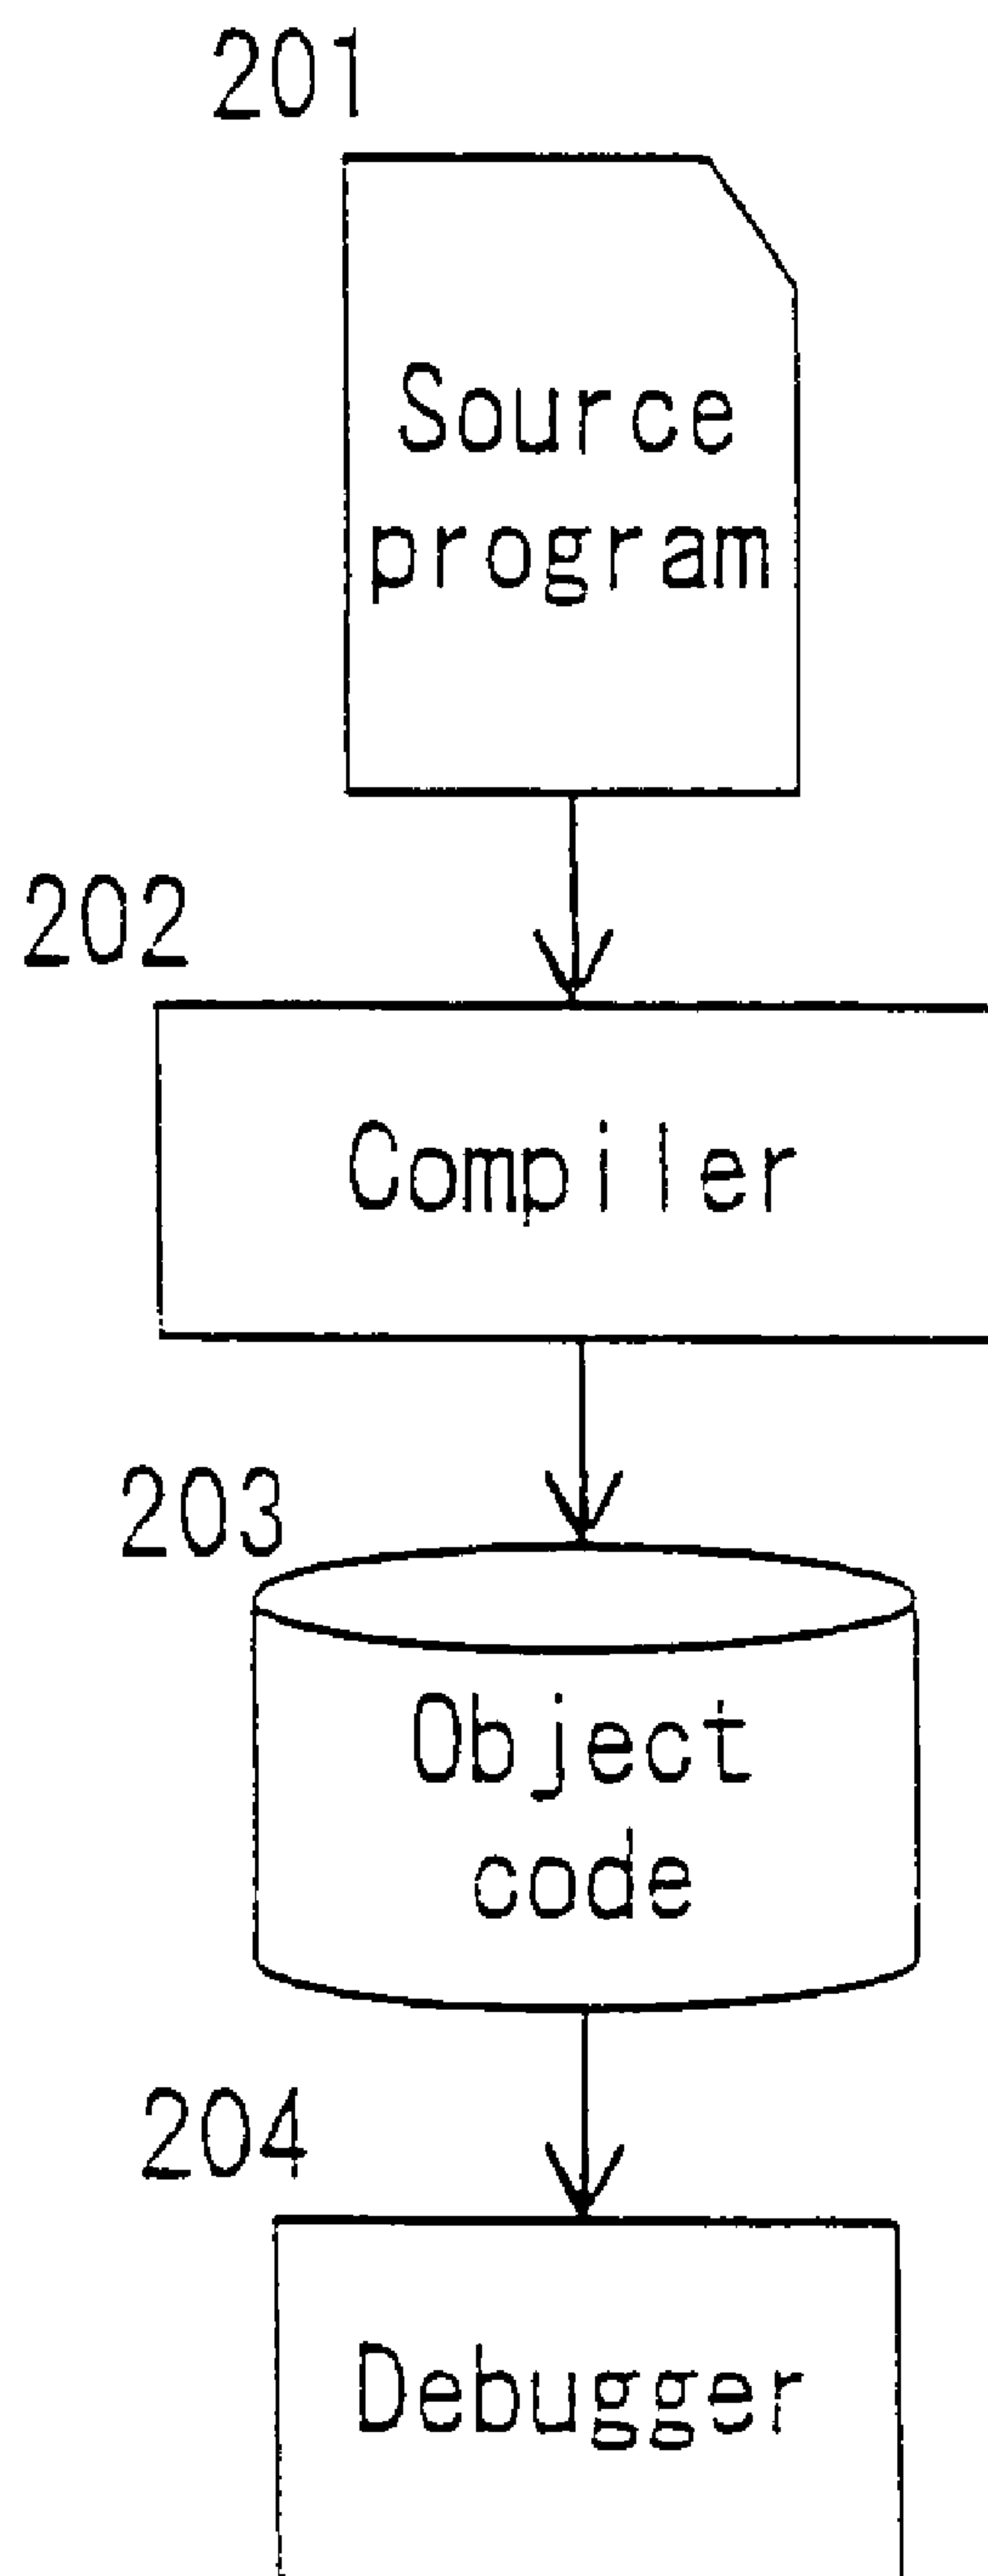 201
Source
program
202
Compiler
203
Object
code
204
Debugger